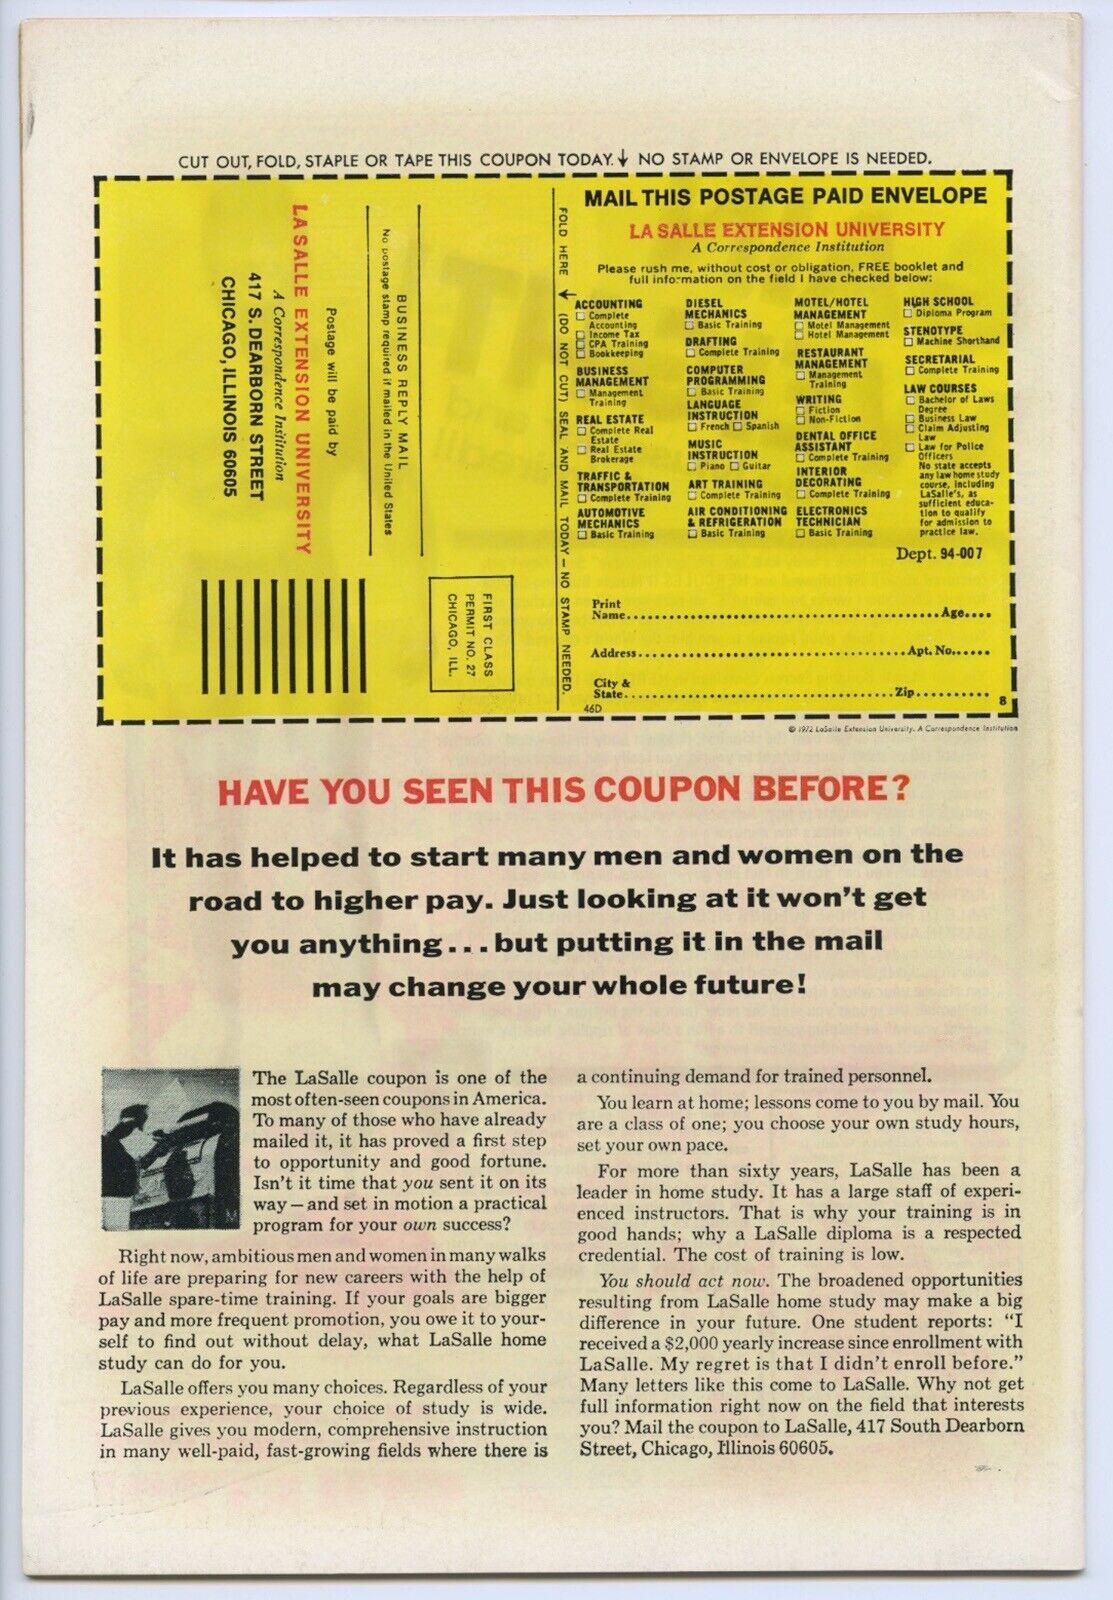 CUT OUT, FOLD, STAPLE OR TAPE THIS COUPON TODAY. ↓ NO STAMP OR ENVELOPE IS NEEDED.
Postage will be paid by
LA SALLE EXTENSION UNIVERSITY
A Correspondence Institution
417 S. DEARBORN STREET
CHICAGO, ILLINOIS 60605
BUSINESS REPLY MAIL
No postage stamp required if mailed in the United States
FIRST CLASS
PERMIT NO. 27
CHICAGO, ILL.
FOLD HERE → (DO NOT CUT) SEAL AND MAIL TODAY — NO STAMP NEEDED.
MAIL THIS POSTAGE PAID ENVELOPE
LA SALLE EXTENSION UNIVERSITY
A Correspondence Institution
Please rush me, without cost or obligation, FREE booklet and
full information on the field I have checked below:
ACCOUNTING
☐ Complete
Accounting
☐ Income Tax
☐ CPA Training
☐ Bookkeeping
BUSINESS
MANAGEMENT
☐ Management
Training
REAL ESTATE
☐ Complete Real
Estate
☐ Real Estate
Brokerage
TRAFFIC &
TRANSPORTATION
☐ Complete Training
AUTOMOTIVE
MECHANICS
☐ Basic Training
DIESEL
MECHANICS
☐ Basic Training
DRAFTING
☐ Complete Training
COMPUTER
PROGRAMMING
☐ Basic Training
LANGUAGE
INSTRUCTION
☐ French ☐ Spanish
MUSIC
INSTRUCTION
☐ Piano ☐ Guitar
ART TRAINING
☐ Complete Training
AIR CONDITIONING
& REFRIGERATION
☐ Basic Training
MOTEL/HOTEL
MANAGEMENT
☐ Motel Management
☐ Hotel Management
RESTAURANT
MANAGEMENT
☐ Management
Training
WRITING
☐ Fiction
☐ Non-Fiction
DENTAL OFFICE
ASSISTANT
☐ Complete Training
INTERIOR
DECORATING
☐ Complete Training
ELECTRONICS
TECHNICIAN
☐ Basic Training
HIGH SCHOOL
☐ Diploma Program
STENOTYPE
☐ Machine Shorthand
SECRETARIAL
☐ Complete Training
LAW COURSES
☐ Bachelor of Laws
Degree
☐ Business Law
☐ Claim Adjusting
Law
☐ Law for Police
Officers
No state accepts
any law home study
course, including
LaSalle's, as
sufficient educa-
tion to qualify
for admission to
practice law.
Dept. 94-007
Print
Name..........Age....
Address..........Apt. No......
City &
State..........Zip..........
46D
8
© 1972 LaSalle Extension University. A Correspondence Institution
HAVE YOU SEEN THIS COUPON BEFORE?
It has helped to start many men and women on the
road to higher pay. Just looking at it won't get
you anything...but putting it in the mail
may change your whole future!
The LaSalle coupon is one of the
most often-seen coupons in America.
To many of those who have already
mailed it, it has proved a first step
to opportunity and good fortune.
Isn't it time that you sent it on its
way—and set in motion a practical
program for your own success?
Right now, ambitious men and women in many walks
of life are preparing for new careers with the help of
LaSalle spare-time training. If your goals are bigger
pay and more frequent promotion, you owe it to your-
self to find out without delay, what LaSalle home
study can do for you.
LaSalle offers you many choices. Regardless of your
previous experience, your choice of study is wide.
LaSalle gives you modern, comprehensive instruction
in many well-paid, fast-growing fields where there is
a continuing demand for trained personnel.
You learn at home; lessons come to you by mail. You
are a class of one; you choose your own study hours,
set your own pace.
For more than sixty years, LaSalle has been a
leader in home study. It has a large staff of experi-
enced instructors. That is why your training is in
good hands; why a LaSalle diploma is a respected
credential. The cost of training is low.
You should act now. The broadened opportunities
resulting from LaSalle home study may make a big
difference in your future. One student reports: "I
received a $2,000 yearly increase since enrollment with
LaSalle. My regret is that I didn't enroll before."
Many letters like this come to LaSalle. Why not get
full information right now on the field that interests
you? Mail the coupon to LaSalle, 417 South Dearborn
Street, Chicago, Illinois 60605.